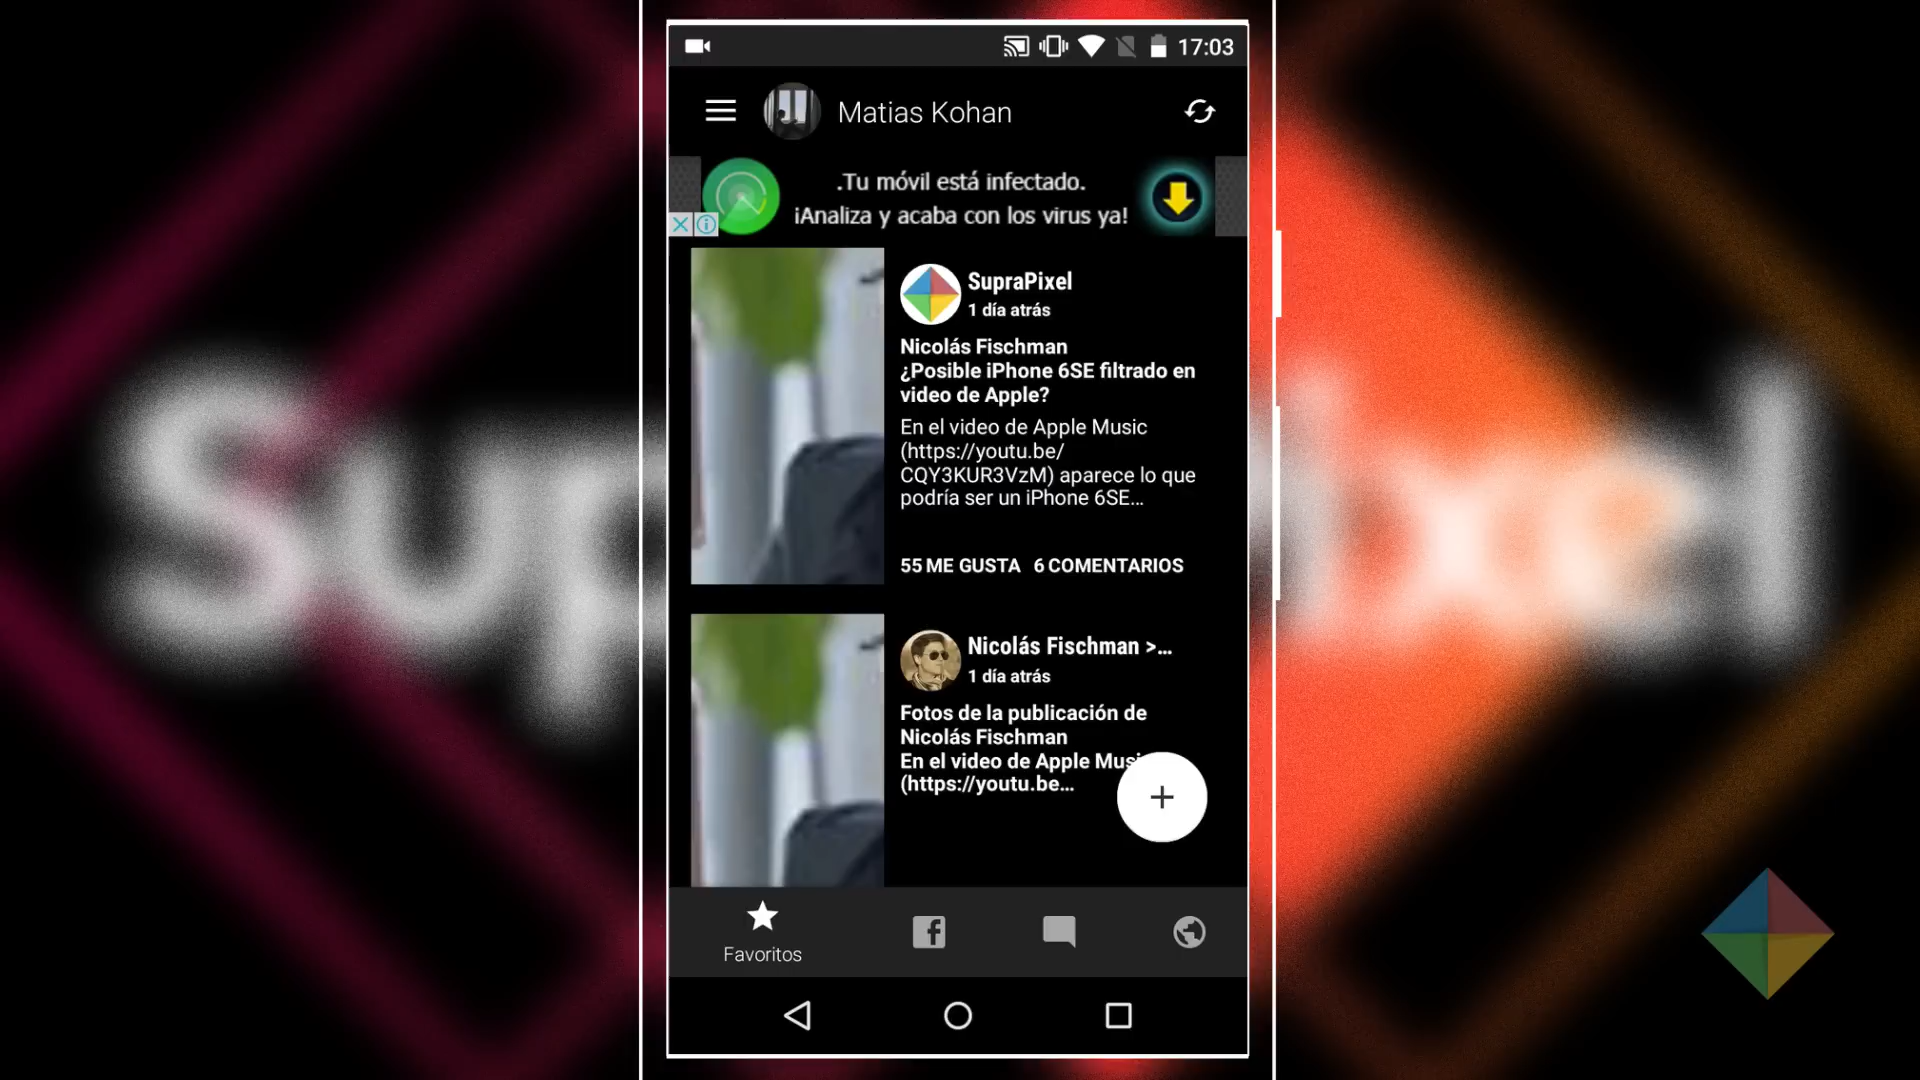 17:03
Matias Kohan
.Tu móvil está infectado.
¡Analiza y acaba con los virus ya!
SupraPixel
1 día atrás
Nicolás Fischman
¿Posible iPhone 6SE filtrado en
video de Apple?
En el video de Apple Music
(https://youtu.be/
CQY3KUR3VzM) aparece lo que
podría ser un iPhone 6SE...
55 ME GUSTA 6 COMENTARIOS
Nicolás Fischman >...
1 día atrás
Fotos de la publicación de
Nicolás Fischman
En el video de Apple Music
(https://youtu.be...
Favoritos